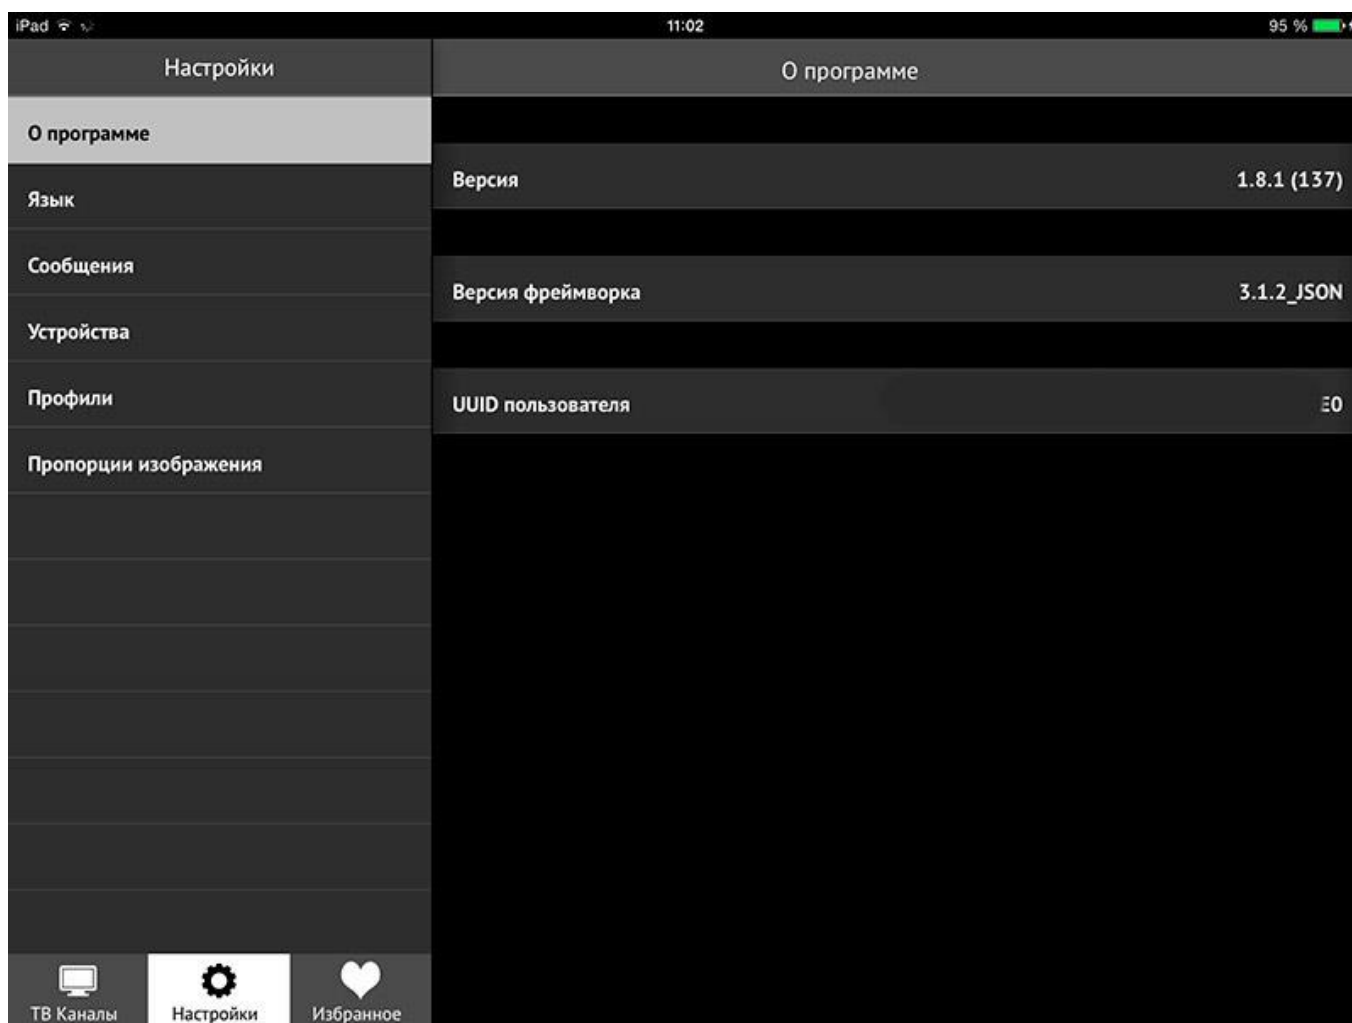 iPad 11:02 95 %
Настройки
О программе
О программе
Язык
Сообщения
Устройства
Профили
Пропорции изображения
Версия 1.8.1 (137)
Версия фреймворка 3.1.2_JSON
UUID пользователя E0
ТВ Каналы
Настройки
Избранное